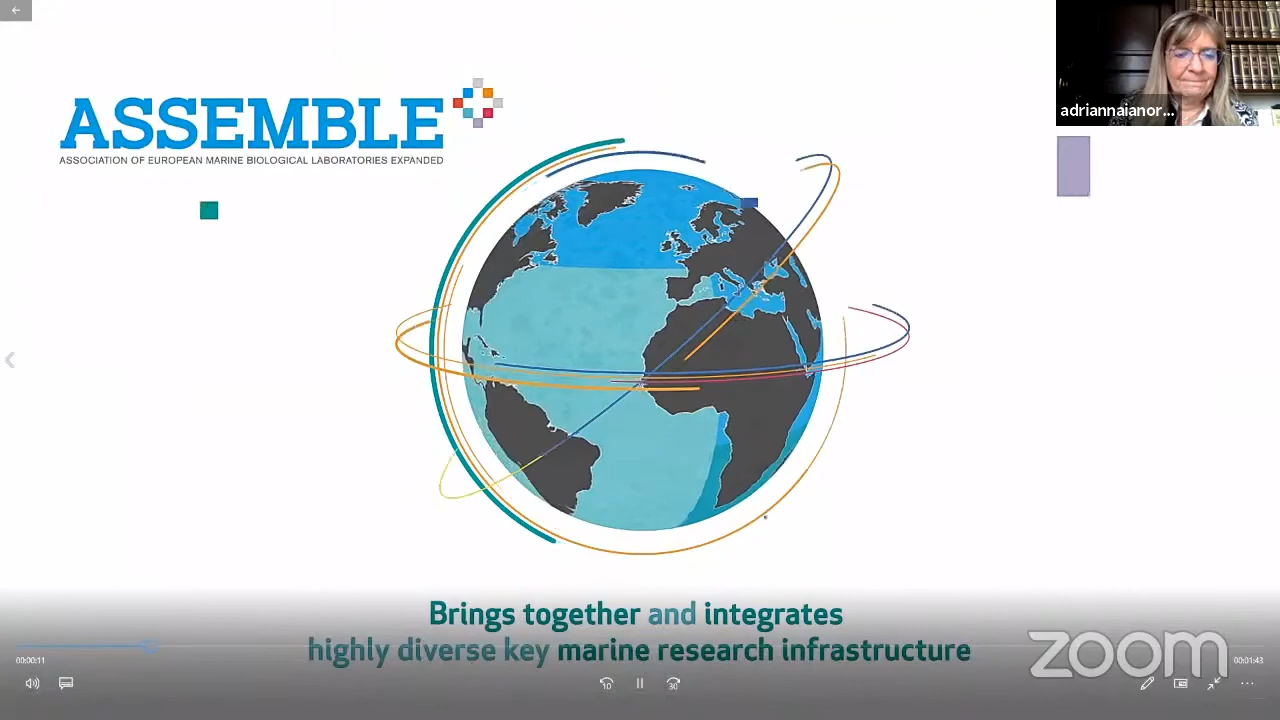 ASSEMBLE
ASSOCIATION OF EUROPEAN MARINE BIOLOGICAL LABORATORIES EXPANDED
adriannaianor...
Brings together and integrates
highly diverse key marine research infrastructure
zoom
00:00:11
00:01:43
10
30